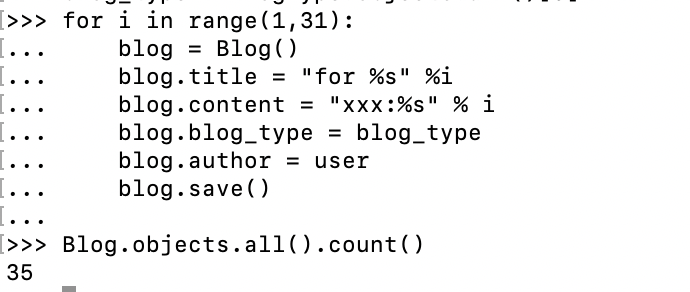 >>> for i in range(1,31):
...     blog = Blog()
...     blog.title = "for %s" %i
...     blog.content = "xxx:%s" % i
...     blog.blog_type = blog_type
...     blog.author = user
...     blog.save()
...
>>> Blog.objects.all().count()
35